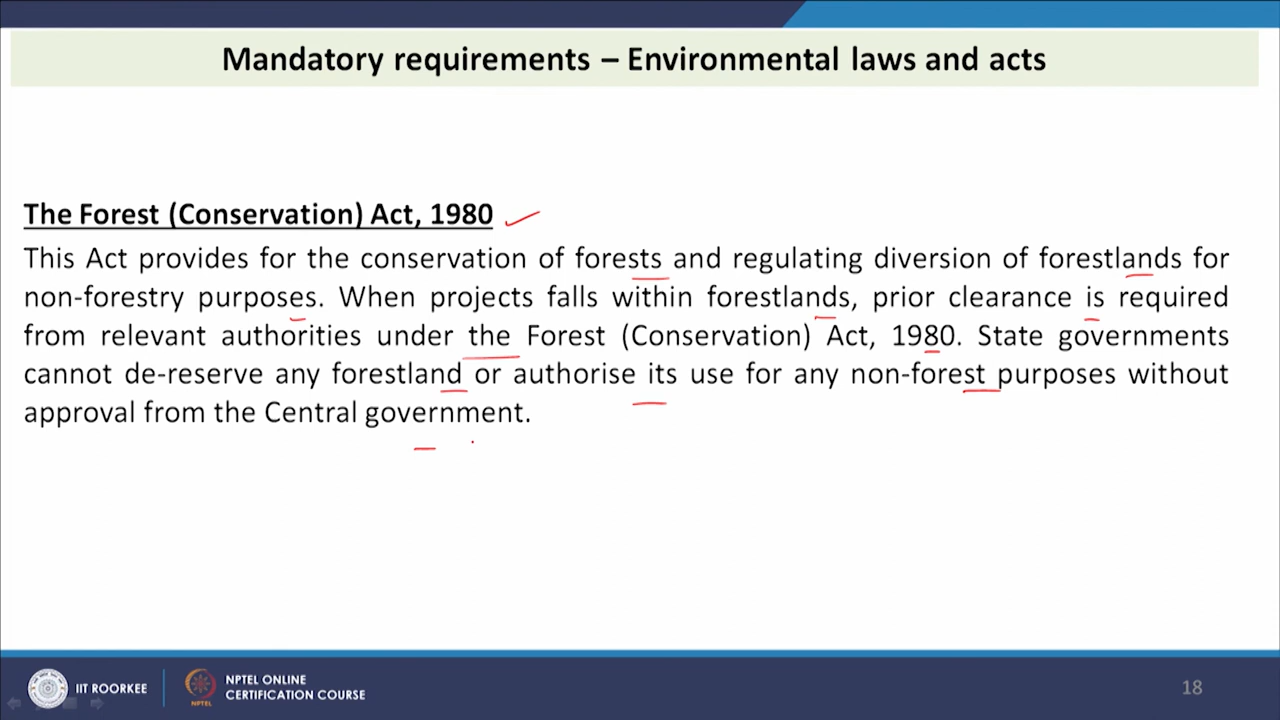 Mandatory requirements – Environmental laws and acts
The Forest (Conservation) Act, 1980
This Act provides for the conservation of forests and regulating diversion of forestlands for
non-forestry purposes. When projects falls within forestlands, prior clearance is required
from relevant authorities under the Forest (Conservation) Act, 1980. State governments
cannot de-reserve any forestland or authorise its use for any non-forest purposes without
approval from the Central government.
IIT ROORKEE
NPTEL ONLINE
CERTIFICATION COURSE
NPTEL
18